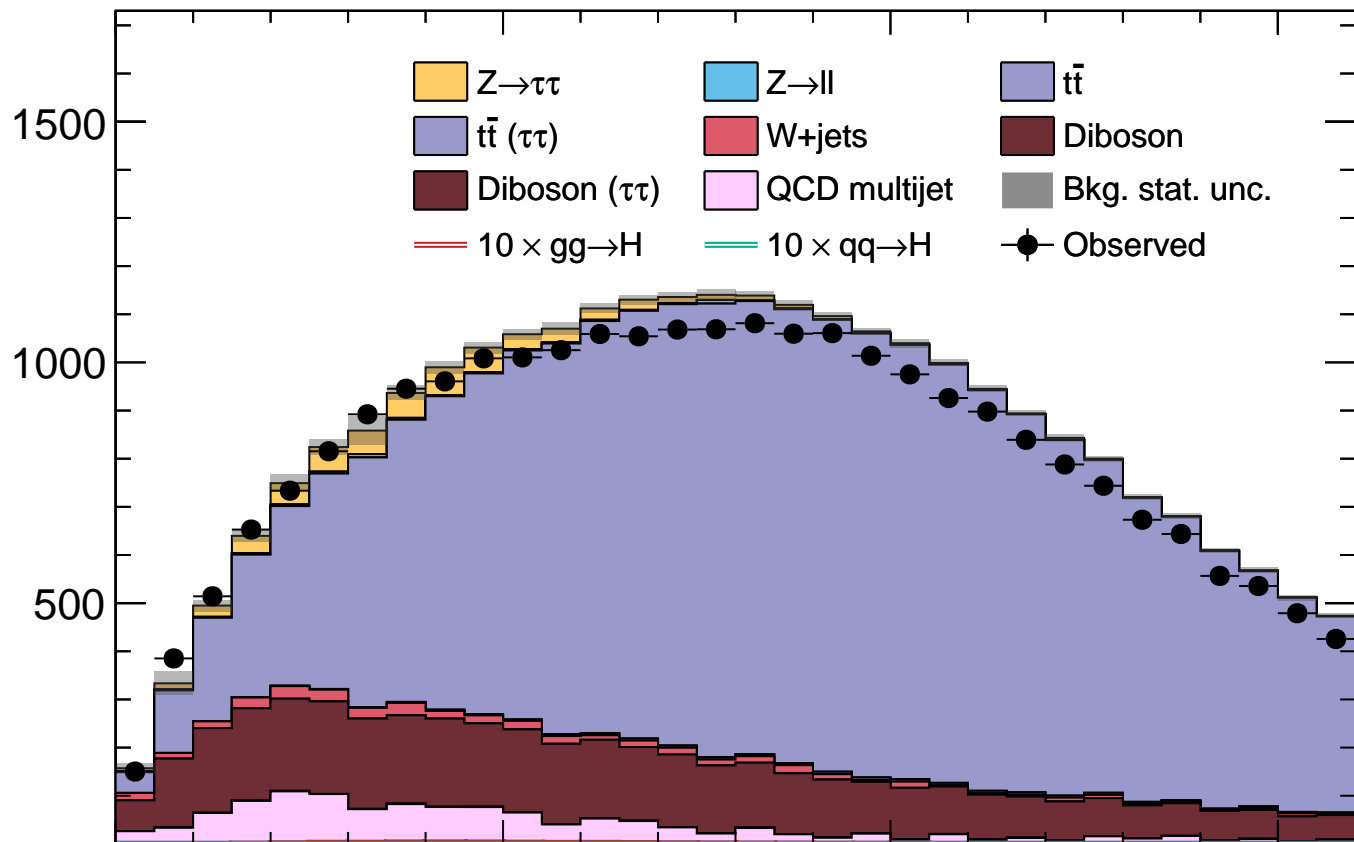 1500
1000
500
Z→ττ Z→ll tt̄
tt̄ (ττ) W+jets Diboson
Diboson (ττ) QCD multijet Bkg. stat. unc.
10 × gg→H 10 × qq→H Observed